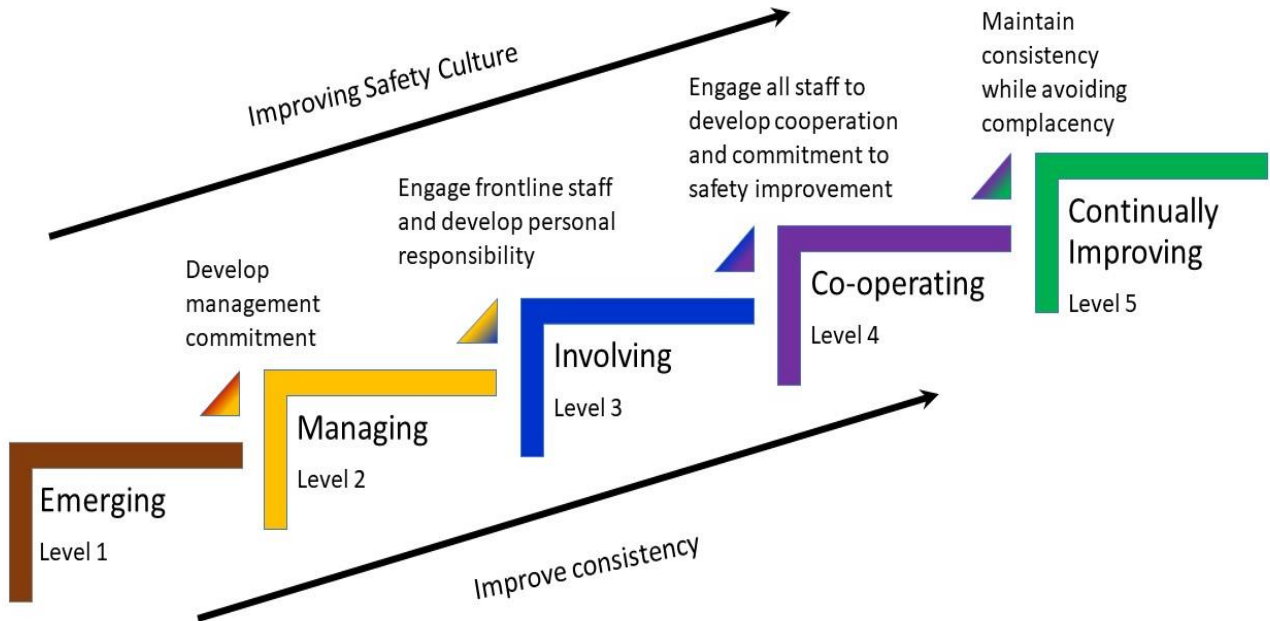 Improving Safety Culture
Maintain
consistency
while avoiding
complacency
Engage all staff to
develop cooperation
and commitment to
safety improvement
Engage frontline staff
and develop personal
responsibility
Develop
management
commitment
Continually
Improving
Level 5
Co-operating
Level 4
Involving
Level 3
Managing
Level 2
Emerging
Level 1
Improve consistency